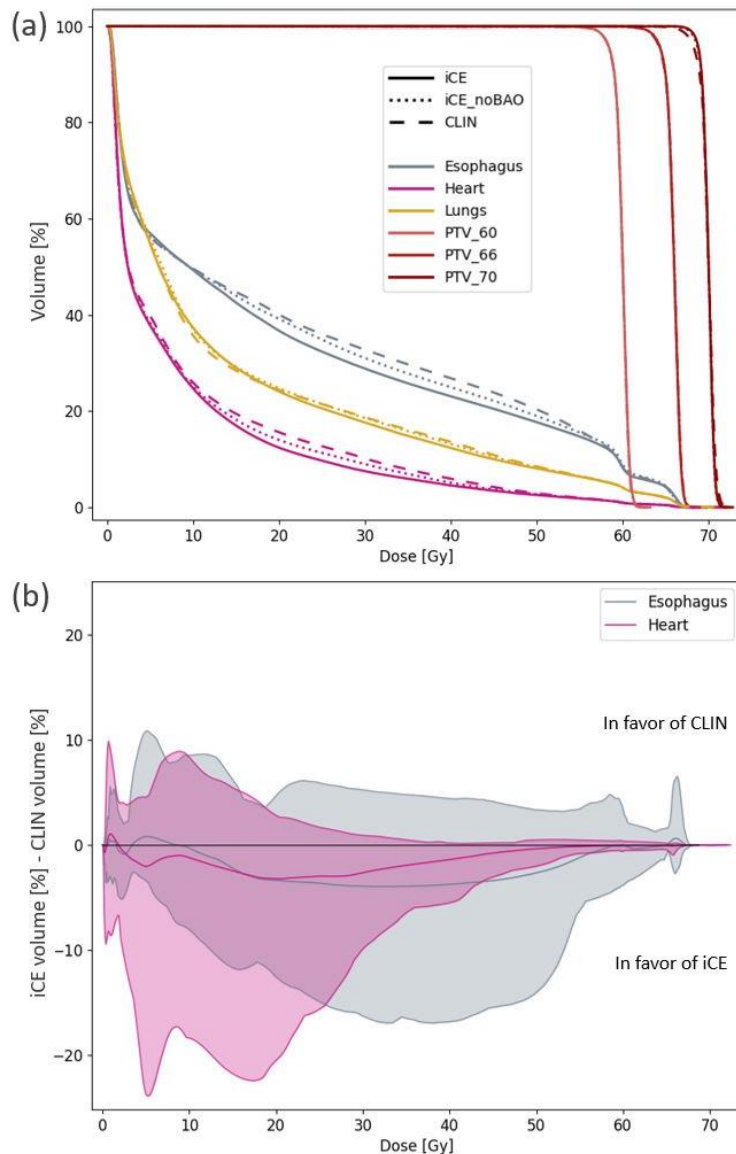 (a)
100
80
60
40
20
0
Volume [%]
iCE
iCE_noBAO
CLIN
Esophagus
Heart
Lungs
PTV_60
PTV_66
PTV_70
0 10 20 30 40 50 60 70
Dose [Gy]
(b)
20
10
0
−10
−20
iCE volume [%] - CLIN volume [%]
Esophagus
Heart
In favor of CLIN
In favor of iCE
0 10 20 30 40 50 60 70
Dose [Gy]